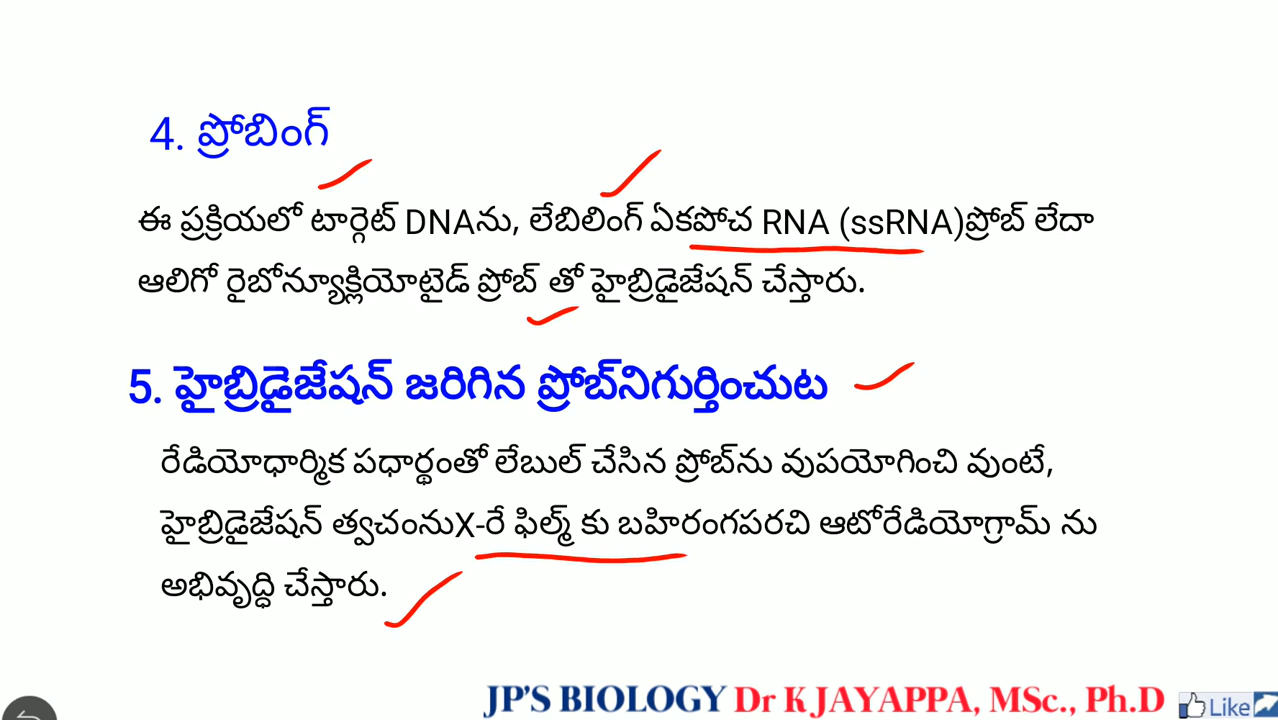 4. ప్రోబింగ్
ఈ ప్రక్రియలో టార్గెట్ DNAను, లేబిలింగ్ ఏకపోచ RNA (ssRNA)ప్రోబ్ లేదా
ఆలిగో రైబోన్యూక్లియోటైడ్ ప్రోబ్ తో హైబ్రిడైజేషన్ చేస్తారు.
5. హైబ్రిడైజేషన్ జరిగిన ప్రోబ్‌నిగుర్తించుట
రేడియోధార్మిక పధార్థంతో లేబుల్ చేసిన ప్రోబ్‌ను వుపయోగించి వుంటే,
హైబ్రిడైజేషన్ త్వచంనుX-రే ఫిల్మ్ కు బహిరంగపరచి ఆటోరేడియోగ్రామ్ ను
అభివృద్ధి చేస్తారు.
JP'S BIOLOGY Dr K JAYAPPA, MSc., Ph.D Like